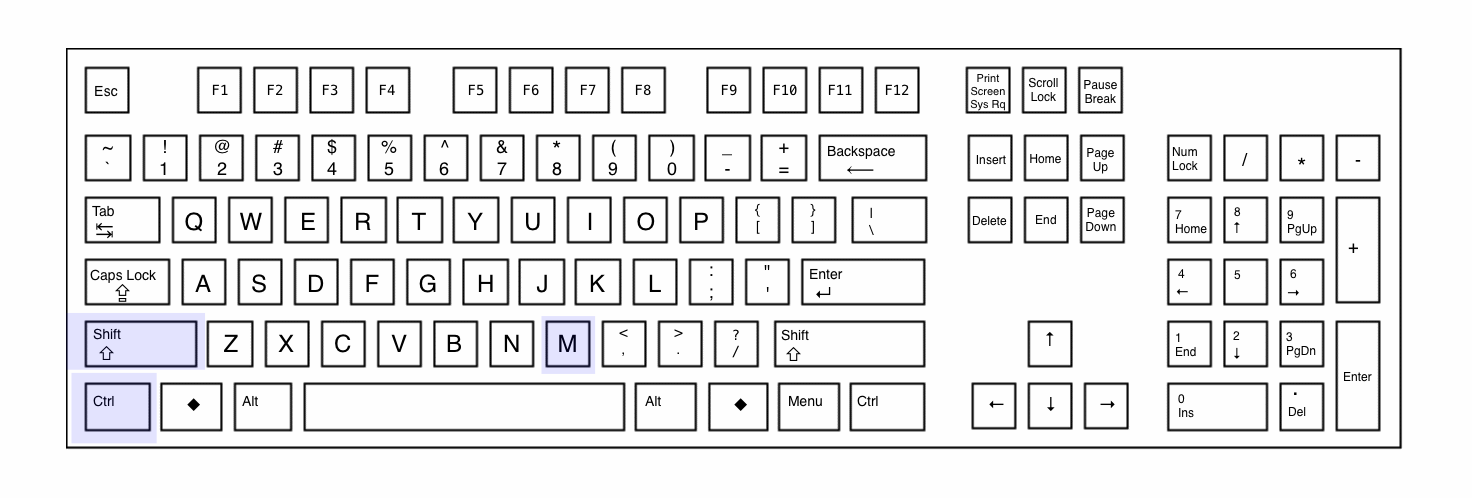 Esc F1 F2 F3 F4 F5 F6 F7 F8 F9 F10 F11 F12 Print Screen Sys Rq Scroll Lock Pause Break
~ ` ! 1 @ 2 # 3 $ 4 % 5 ^ 6 & 7 * 8 ( 9 ) 0 _ - + = Backspace ← Insert Home Page Up Num Lock / * -
Tab ↹ Q W E R T Y U I O P { [ } ] | \ Delete End Page Down 7 Home 8 ↑ 9 PgUp +
Caps Lock ⇪ A S D F G H J K L : ; " ' Enter ↵ 4 ← 5 6 →
Shift ⇧ Z X C V B N M < , > . ? / Shift ⇧ ↑ 1 End 2 ↓ 3 PgDn Enter
Ctrl ◆ Alt Alt ◆ Menu Ctrl ← ↓ → 0 Ins . Del